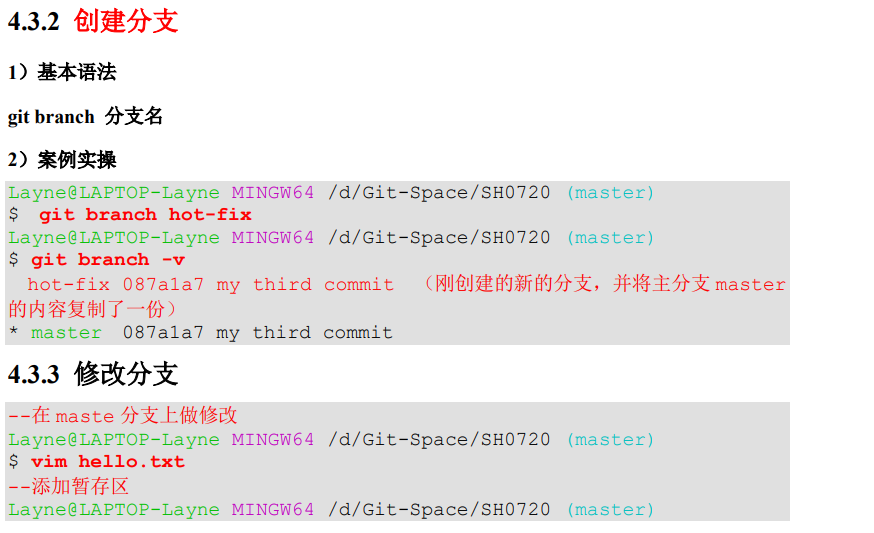 4.3.2 创建分支
1）基本语法
git branch 分支名
2）案例实操
Layne@LAPTOP-Layne MINGW64 /d/Git-Space/SH0720 (master)
$ git branch hot-fix
Layne@LAPTOP-Layne MINGW64 /d/Git-Space/SH0720 (master)
$ git branch -v
hot-fix 087a1a7 my third commit （刚创建的新的分支，并将主分支 master
的内容复制了一份）
* master 087a1a7 my third commit
4.3.3 修改分支
--在 maste 分支上做修改
Layne@LAPTOP-Layne MINGW64 /d/Git-Space/SH0720 (master)
$ vim hello.txt
--添加暂存区
Layne@LAPTOP-Layne MINGW64 /d/Git-Space/SH0720 (master)